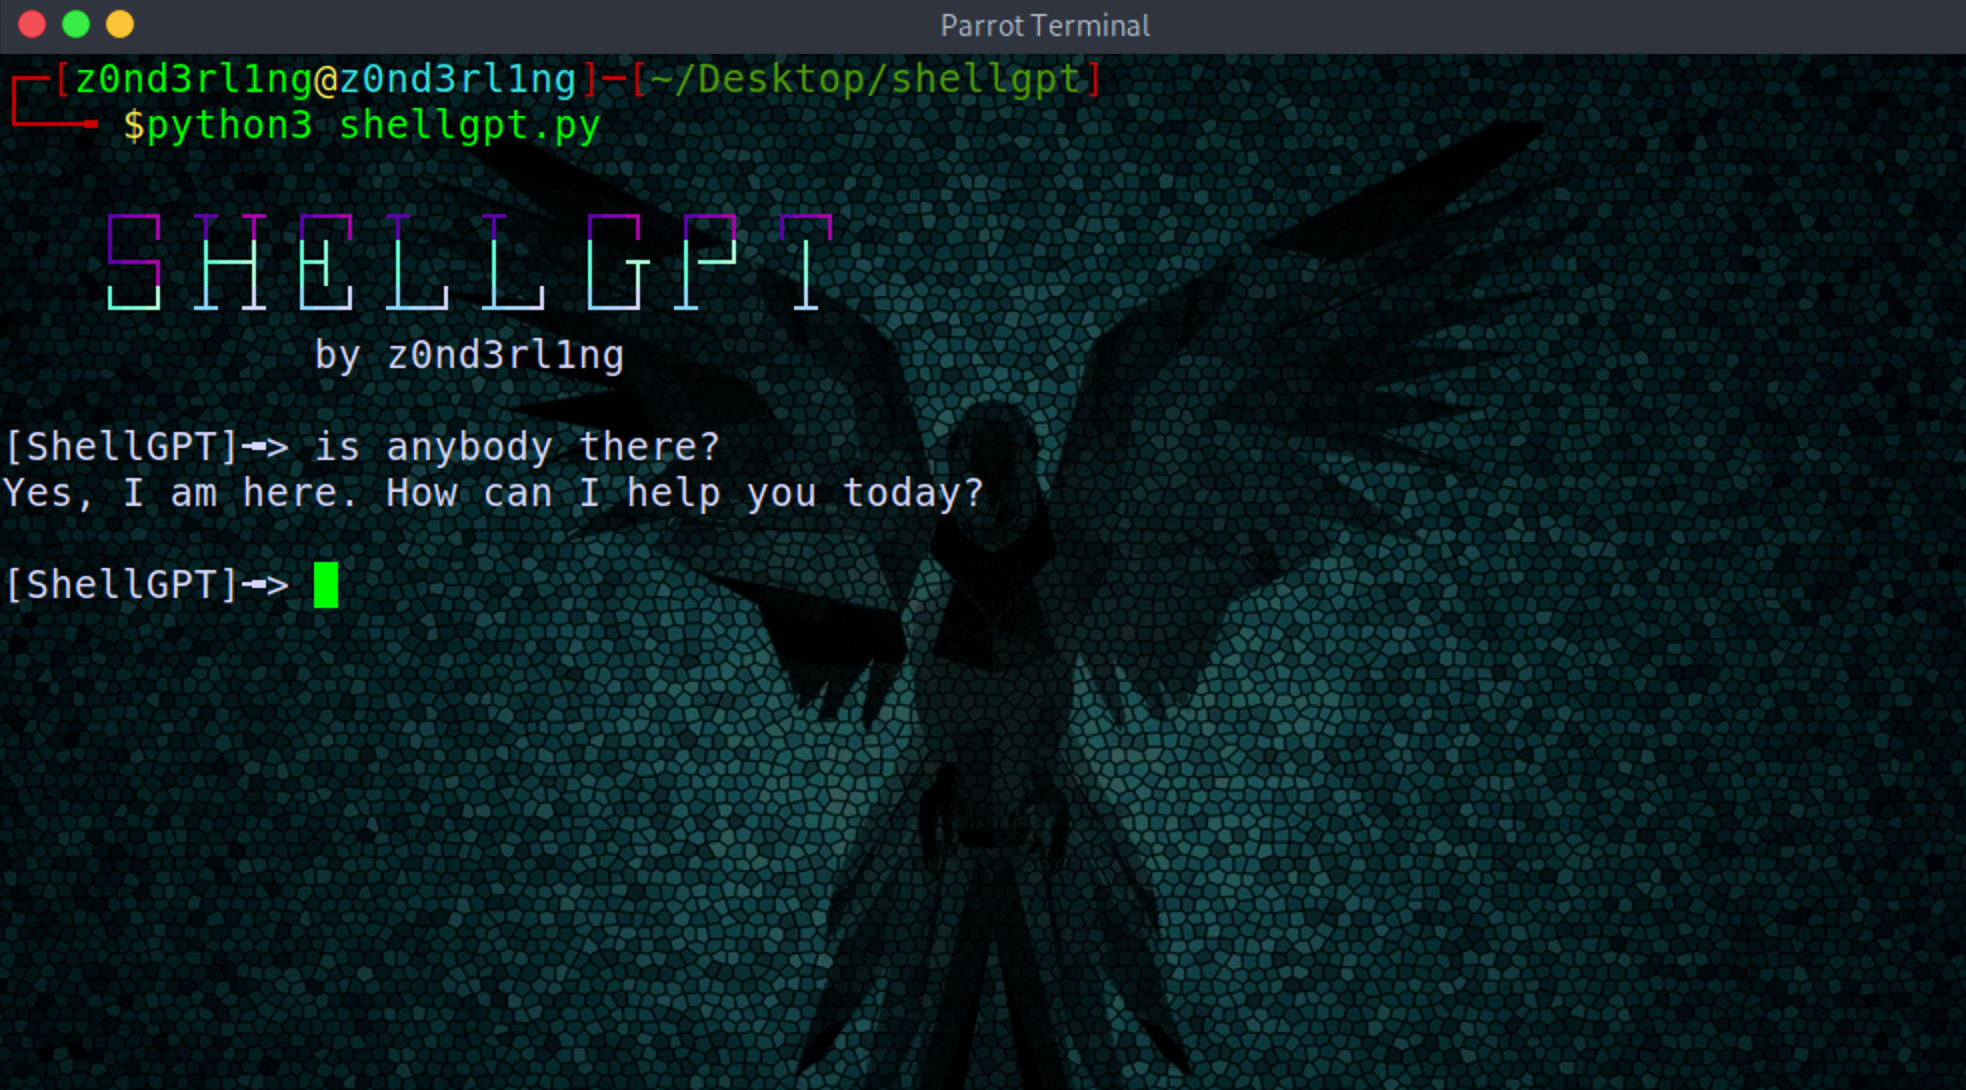 Parrot Terminal
┌─[z0nd3rl1ng@z0nd3rl1ng]─[~/Desktop/shellgpt]
└──╼ $python3 shellgpt.py
SHELLGPT
by z0nd3rl1ng
[ShellGPT]─╼> is anybody there?
Yes, I am here. How can I help you today?
[ShellGPT]─╼>